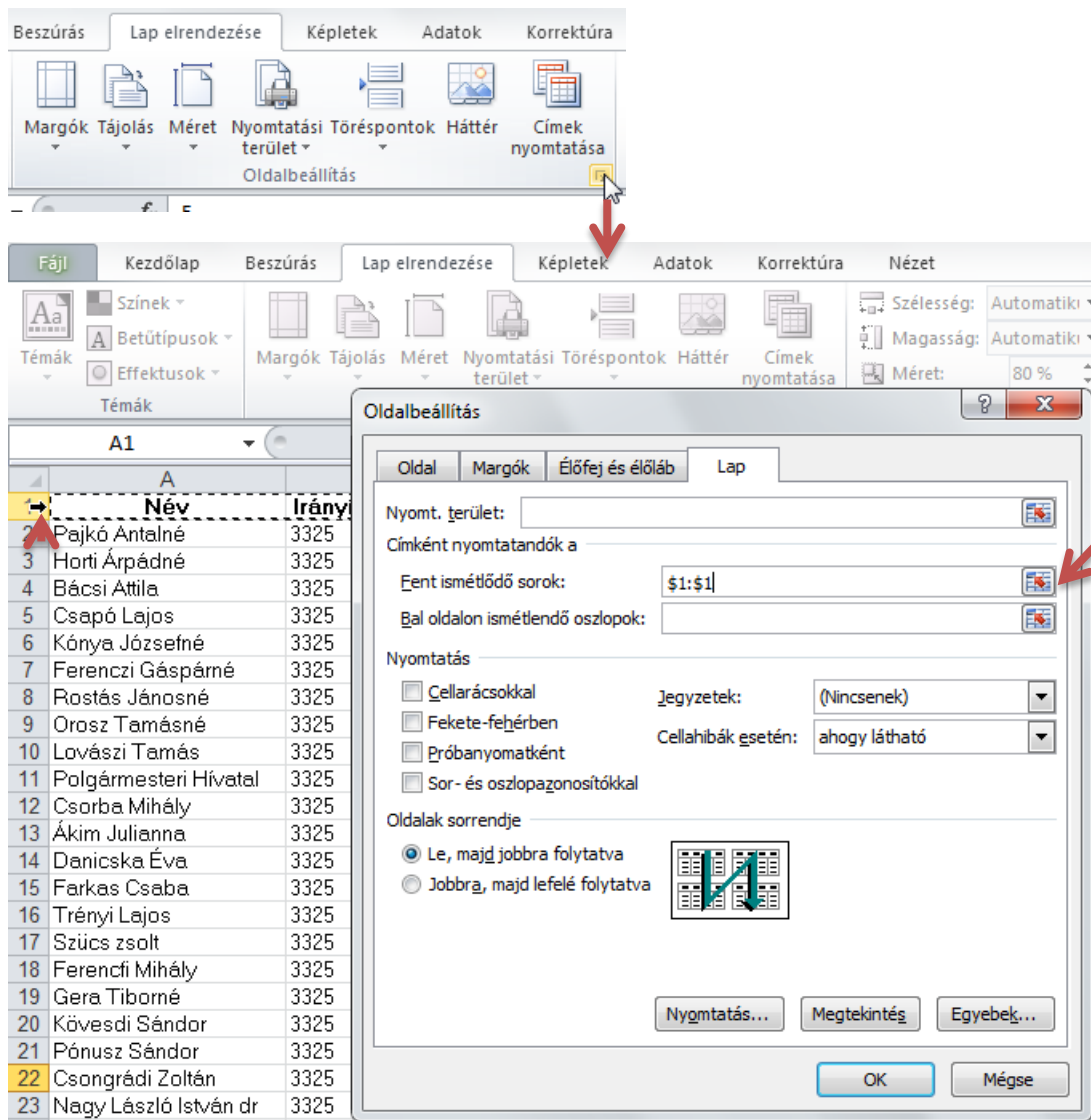 Beszúrás Lap elrendezése Képletek Adatok Korrektúra
Margók Tájolás Méret Nyomtatási Töréspontok Háttér Címek
terület nyomtatása
Oldalbeállítás
Fájl Kezdőlap Beszúrás Lap elrendezése Képletek Adatok Korrektúra Nézet
Aa Színek Szélesség: Automatiku
A Betűtípusok Magasság: Automatiku
Témák Effektusok Margók Tájolás Méret Nyomtatási Töréspontok Háttér Címek Méret: 80 %
terület nyomtatása
Témák
Oldalbeállítás
A1
Oldal Margók Élőfej és élőláb Lap
A
1 Név Irányí
Nyomt. terület:
2 Pajkó Antalné 3325
Címként nyomtatandók a
3 Horti Árpádné 3325
Fent ismétlődő sorok: $1:$1
4 Bácsi Attila 3325
5 Csapó Lajos 3325
Bal oldalon ismétlendő oszlopok:
6 Kónya Józsefné 3325
Nyomtatás
7 Ferenczi Gáspárné 3325
8 Rostás Jánosné 3325
Cellarácsokkal Jegyzetek: (Nincsenek)
9 Orosz Tamásné 3325
Fekete-fehérben Cellahibák esetén: ahogy látható
10 Lovászi Tamás 3325
Próbanyomatként
11 Polgármesteri Hívatal 3325
Sor- és oszlopazonosítókkal
12 Csorba Mihály 3325
Oldalak sorrendje
13 Ákim Julianna 3325
14 Danicska Éva 3325
Le, majd jobbra folytatva
15 Farkas Csaba 3325
Jobbra, majd lefelé folytatva
16 Trényi Lajos 3325
17 Szücs zsolt 3325
18 Ferencfi Mihály 3325
19 Gera Tiborné 3325
20 Kövesdi Sándor 3325
Nyomtatás... Megtekintés Egyebek...
21 Pónusz Sándor 3325
22 Csongrádi Zoltán 3325
OK Mégse
23 Nagy László István dr 3325